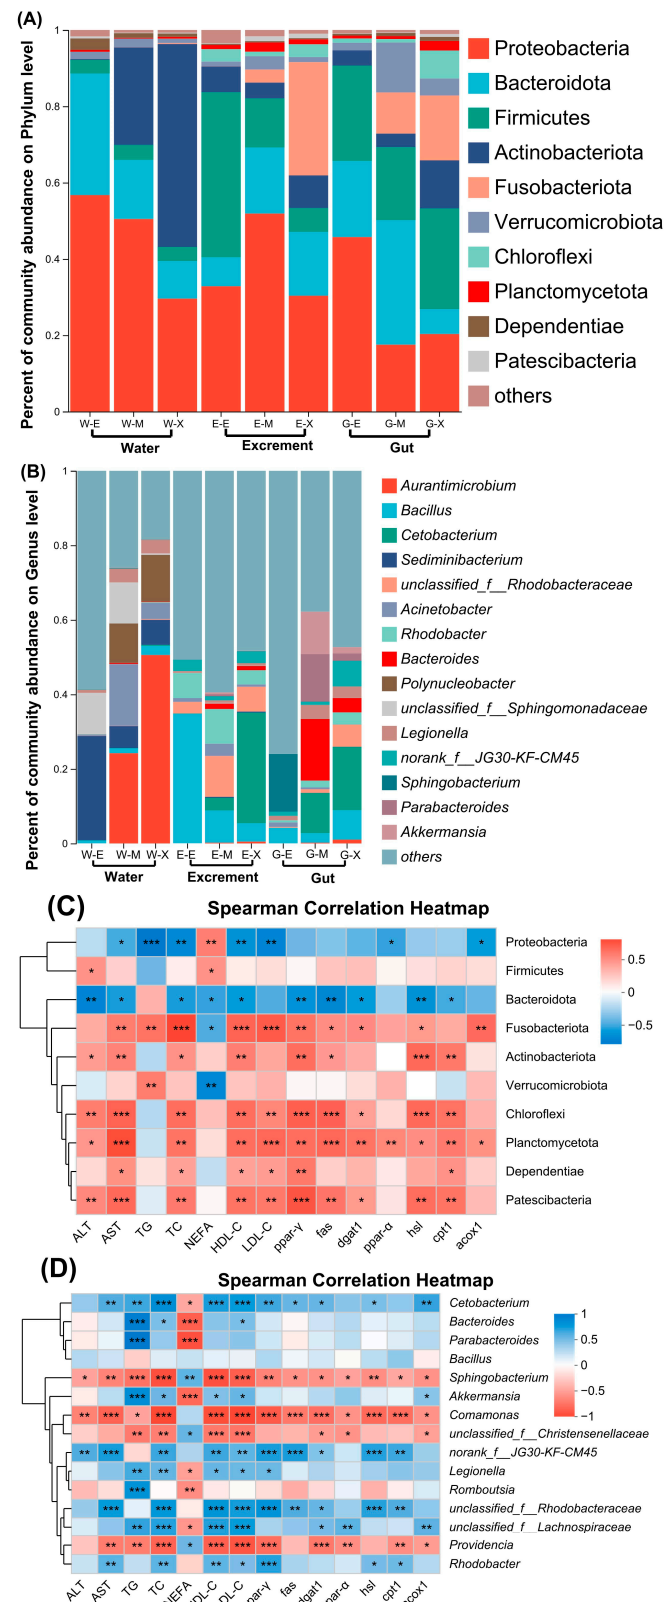 (A)
Percent of community abundance on Phylum level
1
0.8
0.6
0.4
0.2
0
W-E W-M W-X E-E E-M E-X G-E G-M G-X
Water Excrement Gut
Proteobacteria
Bacteroidota
Firmicutes
Actinobacteriota
Fusobacteriota
Verrucomicrobiota
Chloroflexi
Planctomycetota
Dependentiae
Patescibacteria
others
(B)
Percent of community abundance on Genus level
1
0.8
0.6
0.4
0.2
0
W-E W-M W-X E-E E-M E-X G-E G-M G-X
Water Excrement Gut
Aurantimicrobium
Bacillus
Cetobacterium
Sediminibacterium
unclassified_f__Rhodobacteraceae
Acinetobacter
Rhodobacter
Bacteroides
Polynucleobacter
unclassified_f__Sphingomonadaceae
Legionella
norank_f__JG30-KF-CM45
Sphingobacterium
Parabacteroides
Akkermansia
others
(C)
Spearman Correlation Heatmap
* *** ** ** ** ** * * Proteobacteria
* * Firmicutes
** * * * * ** ** * ** * Bacteroidota
** ** *** * *** *** ** * * * ** Fusobacteriota
* ** * ** ** * *** ** Actinobacteriota
** ** Verrucomicrobiota
** *** ** ** ** *** *** * *** ** Chloroflexi
* *** ** ** *** ** *** ** ** * ** * Planctomycetota
* * * * ** * Dependentiae
** *** ** ** ** *** ** * ** ** Patescibacteria
ALT AST TG TC NEFA HDL-C LDL-C ppar-γ fas dgat1 ppar-α hsl cpt1 acox1
0.5
0
−0.5
(D)
Spearman Correlation Heatmap
** ** *** * *** *** ** * * * ** Cetobacterium
*** * *** * Bacteroides
*** *** Parabacteroides
Bacillus
* ** *** *** ** *** *** ** * * * ** * * Sphingobacterium
*** * *** * * * Akkermansia
** *** * *** *** *** *** *** *** * *** *** * Comamonas
** ** * *** *** * * * unclassified_f__Christensenellaceae
** *** ** ** ** *** *** * *** ** norank_f__JG30-KF-CM45
** ** * * * * Legionella
*** ** Romboutsia
*** *** *** *** *** ** * *** ** unclassified_f__Rhodobacteraceae
** *** * *** *** * ** ** unclassified_f__Lachnospiraceae
** ** *** * *** *** *** *** ** ** * Providencia
** ** ** * *** * * Rhodobacter
ALT AST TG TC NEFA HDL-C LDL-C ppar-γ fas dgat1 ppar-α hsl cpt1 acox1
1
0.5
0
−0.5
−1